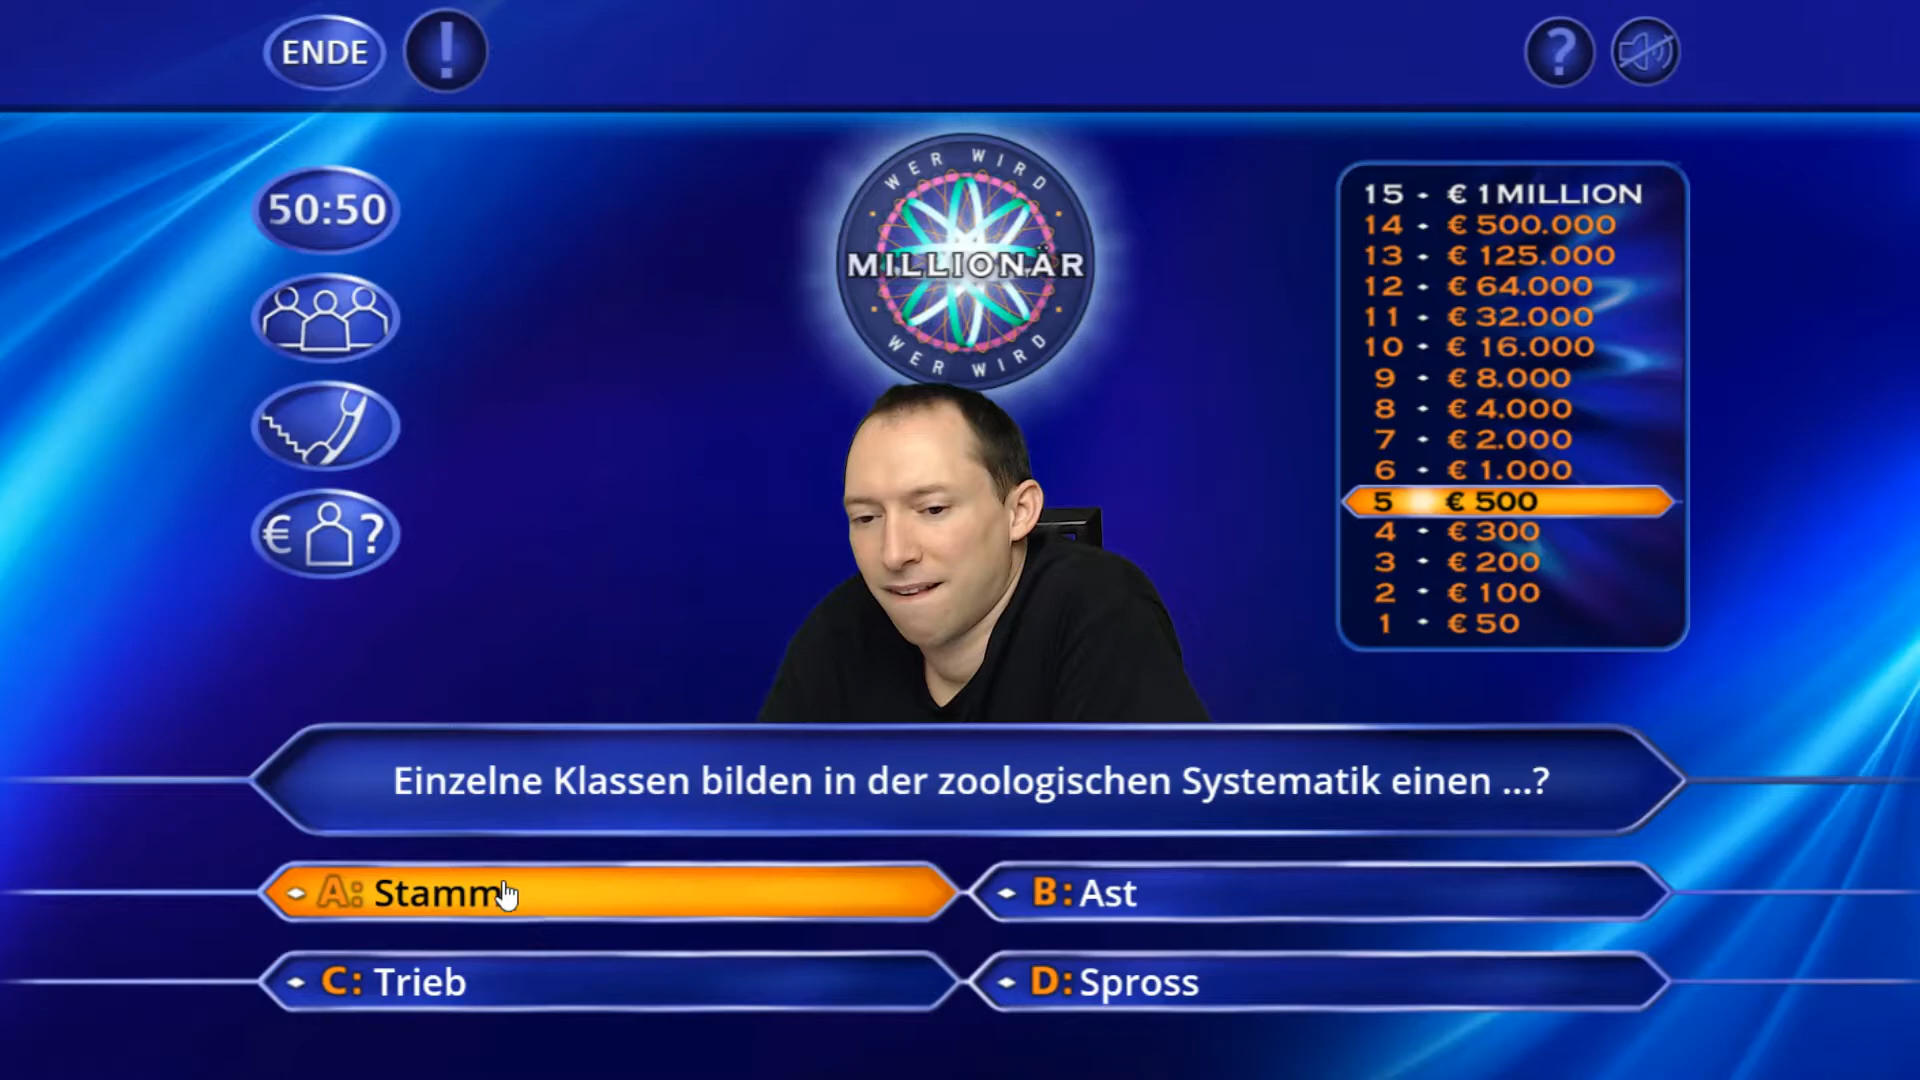 ENDE
!
?
50:50
€ ?
WER WIRD
MILLIONÄR
WER WIRD
15 · € 1 MILLION
14 · € 500.000
13 · € 125.000
12 · € 64.000
11 · € 32.000
10 · € 16.000
9 · € 8.000
8 · € 4.000
7 · € 2.000
6 · € 1.000
5 € 500
4 · € 300
3 · € 200
2 · € 100
1 · € 50
Einzelne Klassen bilden in der zoologischen Systematik einen ...?
A: Stamm
B: Ast
C: Trieb
D: Spross